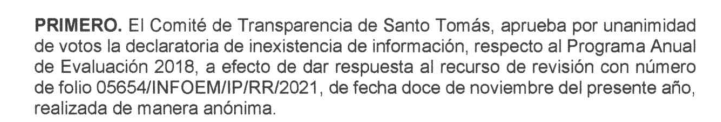 PRIMERO. El Comité de Transparencia de Santo Tomás, aprueba por unanimidad
de votos la declaratoria de inexistencia de información, respecto al Programa Anual
de Evaluación 2018, a efecto de dar respuesta al recurso de revisión con número
de folio 05654/INFOEM/IP/RR/2021, de fecha doce de noviembre del presente año,
realizada de manera anónima.